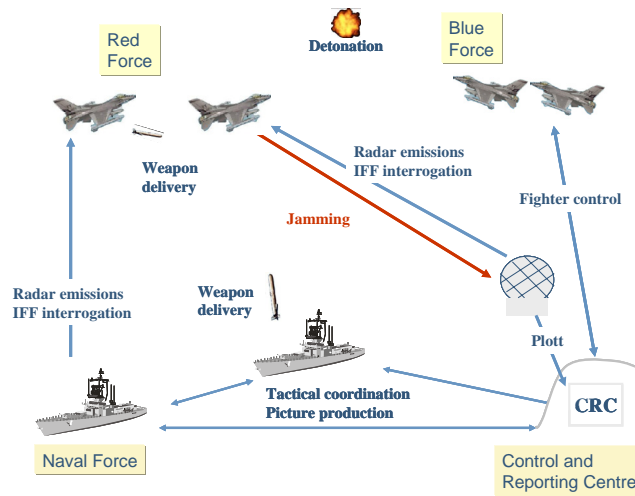 Red
Force
Detonation
Blue
Force
Weapon
delivery
Radar emissions
IFF interrogation
Fighter control
Jamming
Radar emissions
IFF interrogation
Weapon
delivery
Plott
Tactical coordination
Picture production
CRC
Naval Force
Control and
Reporting Centre